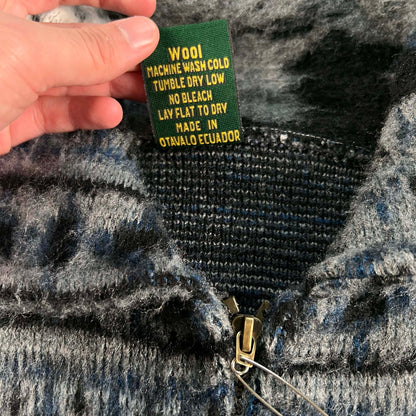 Wool
MACHINE WASH COLD
TUMBLE DRY LOW
NO BLEACH
LAY FLAT TO DRY
MADE IN
OTAVALO ECUADOR